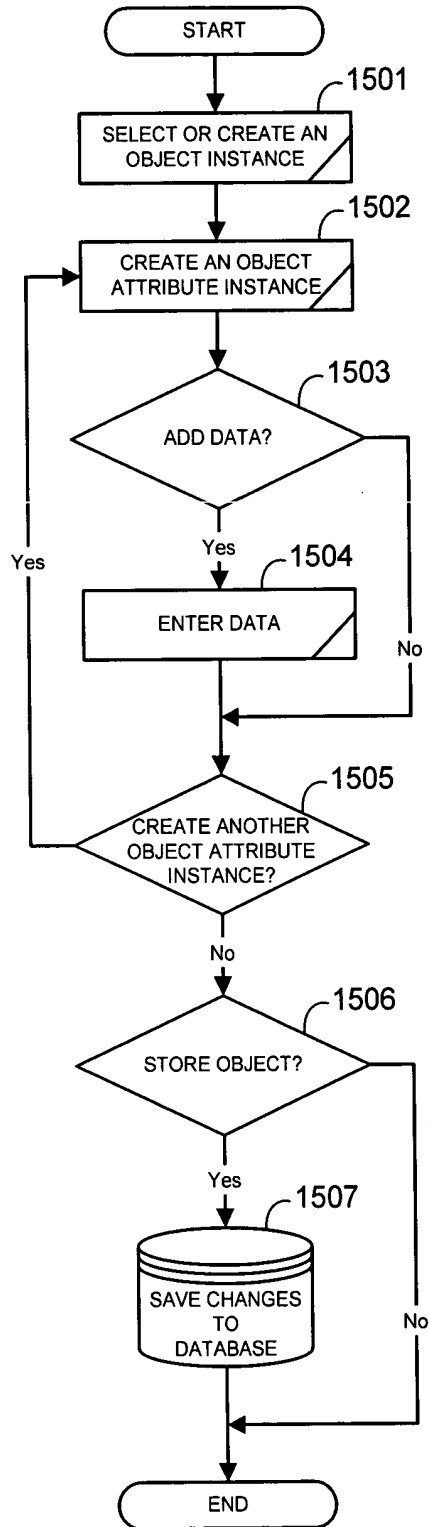 START
1501
SELECT OR CREATE AN
OBJECT INSTANCE
1502
CREATE AN OBJECT
ATTRIBUTE INSTANCE
1503
ADD DATA?
Yes
Yes
1504
ENTER DATA
No
1505
CREATE ANOTHER
OBJECT ATTRIBUTE
INSTANCE?
No
1506
STORE OBJECT?
Yes
1507
SAVE CHANGES
TO
DATABASE
No
END